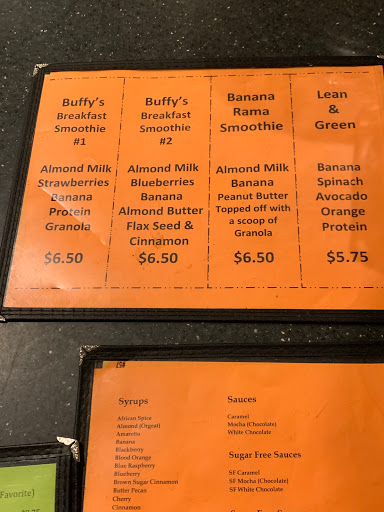 Buffy's
Breakfast
Smoothie
#1
Almond Milk
Strawberries
Banana
Protein
Granola
$6.50
Buffy's
Breakfast
Smoothie
#2
Almond Milk
Blueberries
Banana
Almond Butter
Flax Seed &
Cinnamon
$6.50
Banana
Rama
Smoothie
Almond Milk
Banana
Peanut Butter
Topped off with
a scoop of
Granola
$6.50
Lean
&
Green
Banana
Spinach
Avocado
Orange
Protein
$5.75
Syrups
African Spice
Almond (Orgeat)
Amaretto
Banana
Blackberry
Blood Orange
Blue Raspberry
Blueberry
Brown Sugar Cinnamon
Butter Pecan
Cherry
Cinnamon
Sauces
Caramel
Mocha (Chocolate)
White Chocolate
Sugar Free Sauces
SF Caramel
SF Mocha (Chocolate)
SF White Chocolate
Favorite)